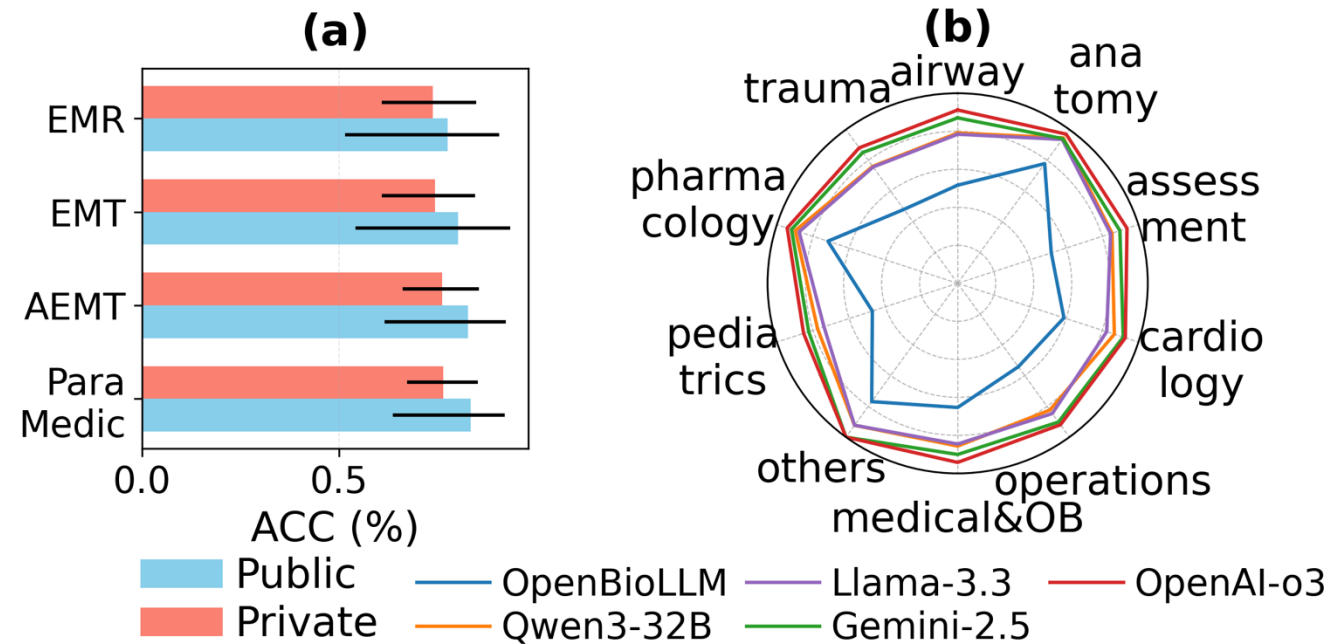 (a)
EMR
EMT
AEMT
Para
Medic
0.0
0.5
ACC (%)
(b)
airway
ana
tomy
assess
ment
cardio
logy
operations
medical&OB
others
pedia
trics
pharma
cology
trauma
Public
Private
OpenBioLLM
Qwen3-32B
Llama-3.3
Gemini-2.5
OpenAI-o3